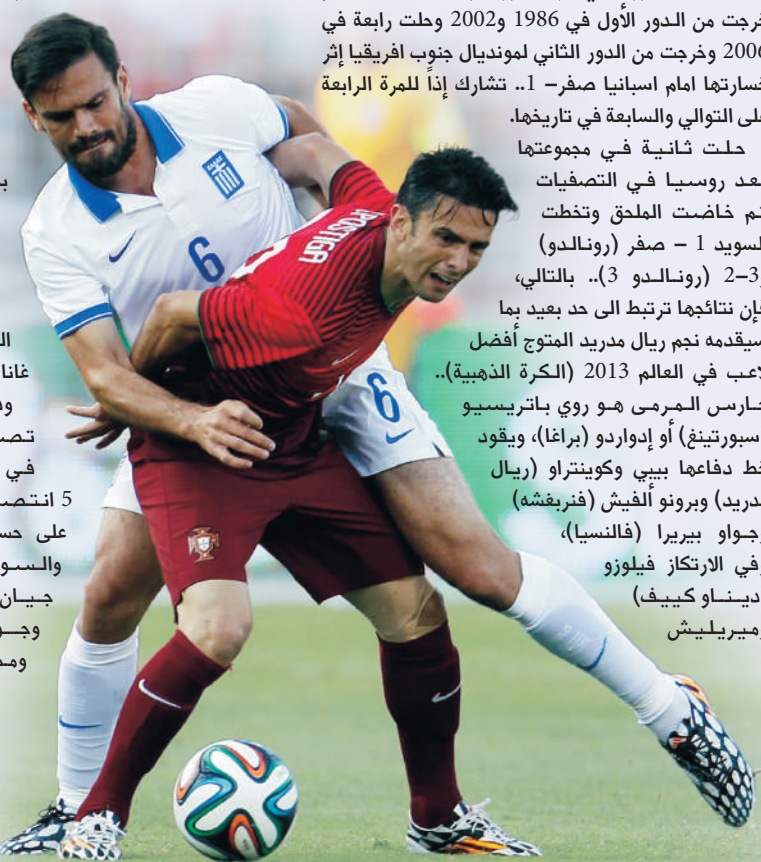 خرجت من الدور الأول في 1986 و2002 وحلت رابعة في
2006 وخرجت من الدور الثاني لمونديال جنوب افريقيا إثر
خسارتها امام اسبانيا صفر– 1.. تشارك إذاً للمرة الرابعة
على التوالي والسابعة في تاريخها.
حلت ثانية في مجموعتها
بعد روسيا في التصفيات
ثم خاضت الملحق وتخطت
السويد 1 – صفر (رونالدو)
و3–2 (رونالدو 3).. بالتالي،
فإن نتائجها ترتبط الى حد بعيد بما
سيقدمه نجم ريال مدريد المتوج أفضل
لاعب في العالم 2013 (الكرة الذهبية)..
حارس المرمى هو روي باتريسيو
(سبورتينغ) أو إدواردو (براغا)، ويقود
خط دفاعها بيبي وكوينتراو (ريال
مدريد) وبرونو ألفيش (فنربغشه)
وجواو بيريرا (فالنسيا)،
وفي الارتكاز فيلوزو
(دينـاو كييف)
وميريليش
غانا
في
5
على
POSTIGA
6
6